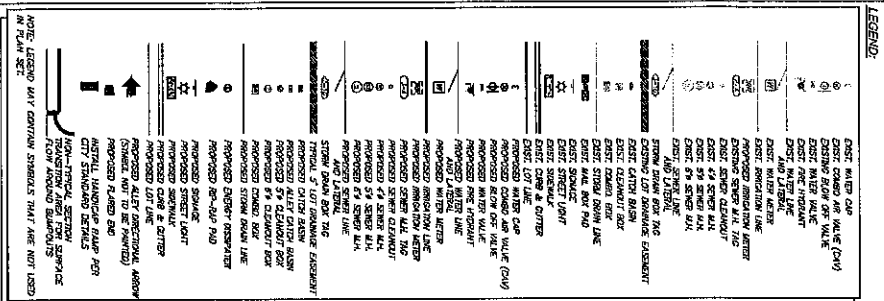 LEGEND:
EXIST. WATER CAP
EXIST. COMBO AIR VALVE (CAV)
EXIST. BLOW OFF VALVE
EXIST. WATER VALVE
EXIST. FIRE HYDRANT
EXIST. WATER LINE
EXIST. WATER METER
AND LATERAL
EXIST. IRRIGATION LINE
PROPOSED IRRIGATION METER
EXISTING SEWER M.H. TAG
EXIST. SEWER CLEANOUT
EXIST. 4'ø SEWER M.H.
EXIST. 5'ø SEWER M.H.
EXIST. 6'ø SEWER M.H.
EXIST. SEWER LINE
AND LATERAL
STORM DRAIN BOX TAG
EXISTING LOT DRAINAGE EASEMENT
EXIST. CATCH BASIN
EXIST. CLEANOUT BOX
EXIST. COMBO BOX
EXIST. STORM DRAIN LINE
EXIST. MAIL BOX PAD
EXIST. SIGNAGE
EXIST. STREET LIGHT
EXIST. SIDEWALK
EXIST. CURB & GUTTER
EXIST. LOT LINE
PROPOSED WATER CAP
PROPOSED COMBO AIR VALVE (CAV)
PROPOSED BLOW OFF VALVE
PROPOSED WATER VALVE
PROPOSED FIRE HYDRANT
PROPOSED WATER LINE
AND LATERAL
PROPOSED WATER METER
PROPOSED IRRIGATION LINE
PROPOSED IRRIGATION METER
PROPOSED SEWER M.H. TAG
PROPOSED SEWER CLEANOUT
PROPOSED 4'ø SEWER M.H.
PROPOSED 5'ø SEWER M.H.
PROPOSED 6'ø SEWER M.H.
PROPOSED SEWER LINE
AND LATERAL
STORM DRAIN BOX TAG
TYPICAL 5' LOT DRAINAGE EASEMENT
PROPOSED CATCH BASIN
PROPOSED ALLEY CATCH BASIN
PROPOSED CLEANOUT BOX
PROPOSED COMBO BOX
PROPOSED STORM DRAIN LINE
PROPOSED ENERGY DISSIPATER
PROPOSED RIP-RAP PAD
PROPOSED SIGNAGE
PROPOSED STREET LIGHT
PROPOSED SIDEWALK
PROPOSED CURB & GUTTER
PROPOSED LOT LINE
PROPOSED ALLEY DIRECTIONAL ARROW
(SYMBOL NOT TO BE PAINTED)
PROPOSED FLARED END
INSTALL HANDICAP RAMP PER
CITY STANDARD DETAILS
NON-TYPICAL SECTION
TRANSITION AREA FOR SURFACE
FLOW AROUND BUMPOUTS
NOTE: LEGEND MAY CONTAIN SYMBOLS THAT ARE NOT USED
IN PLAN SET.